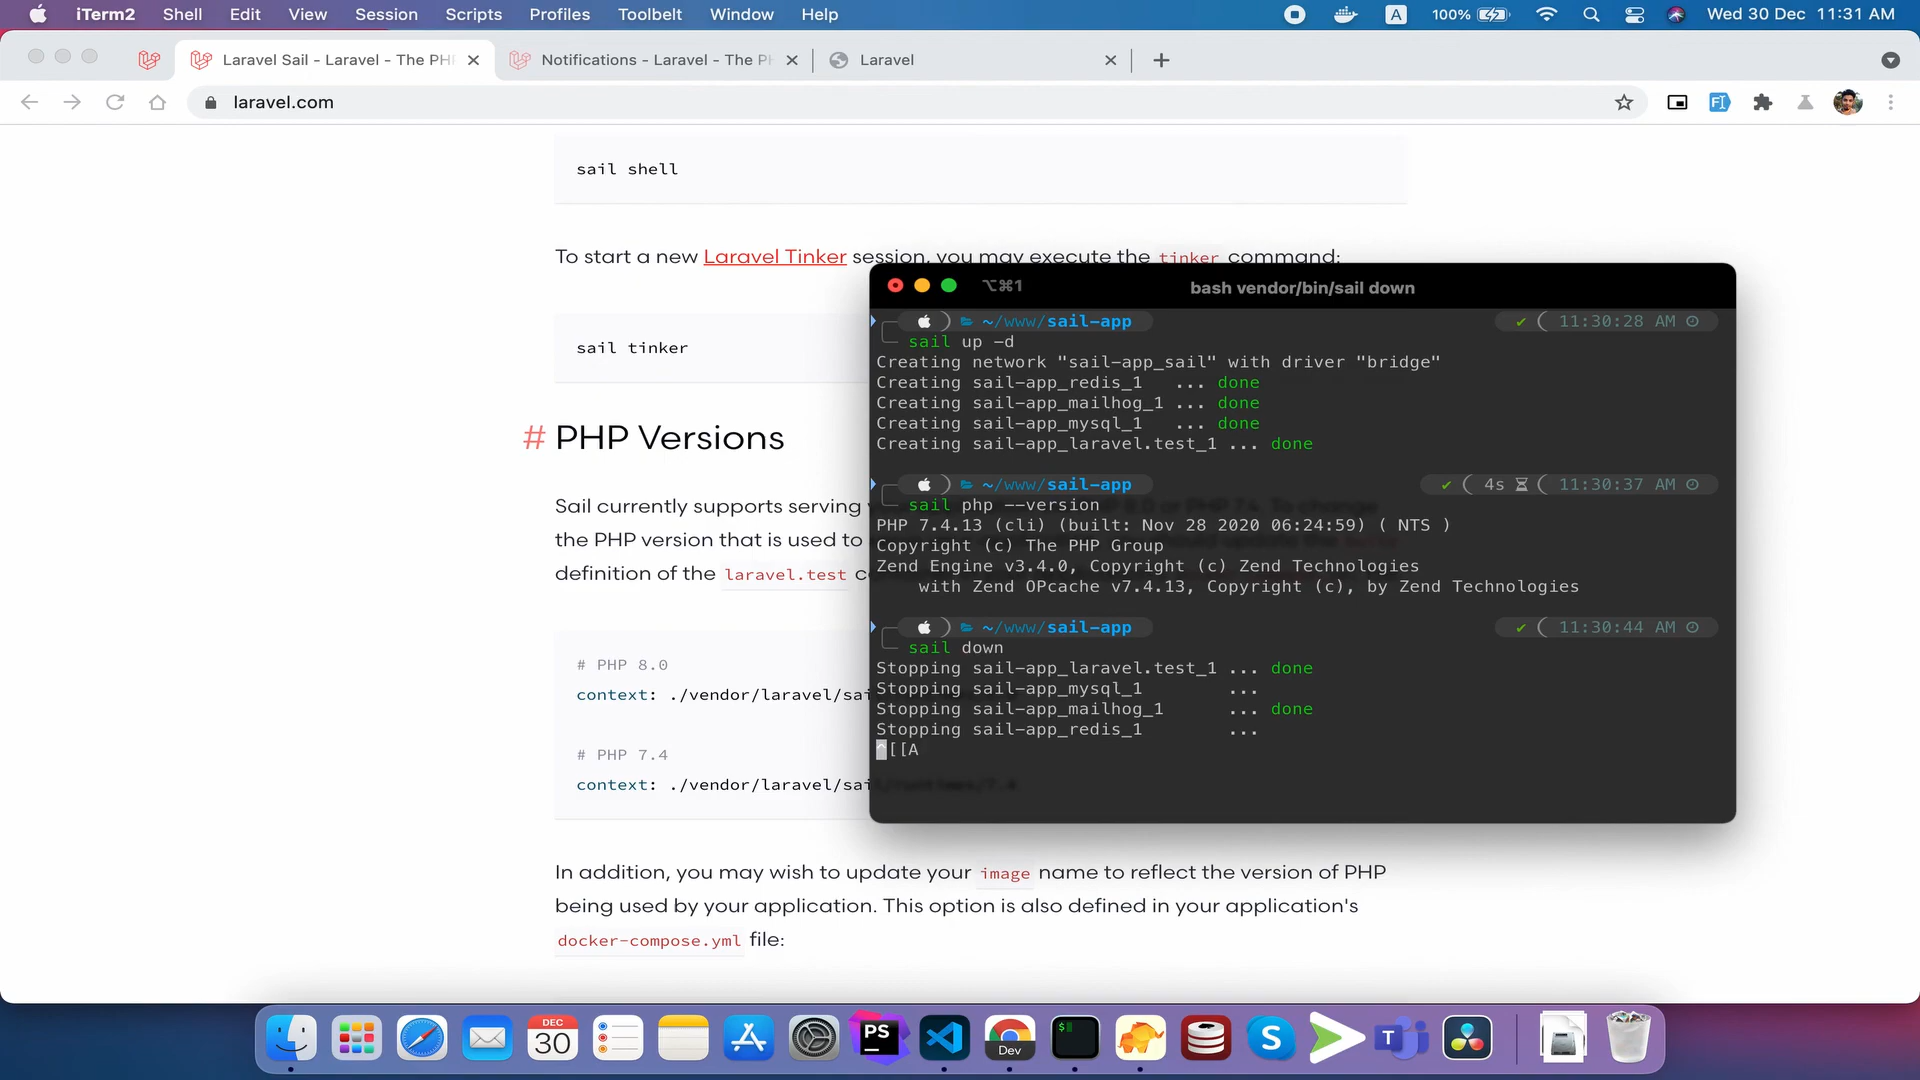 iTerm2 Shell Edit View Session Scripts Profiles Toolbelt Window Help A 100% Wed 30 Dec 11:31 AM
Laravel Sail - Laravel - The PH Notifications - Laravel - The P Laravel
laravel.com
sail shell
To start a new Laravel Tinker session, you may execute the tinker command:
sail tinker
# PHP Versions
Sail currently supports serving
the PHP version that is used to
definition of the laravel.test c
# PHP 8.0
context: ./vendor/laravel/sai
# PHP 7.4
context: ./vendor/laravel/sail/runtimes/7.4
In addition, you may wish to update your image name to reflect the version of PHP
being used by your application. This option is also defined in your application's
docker-compose.yml file:
⌥⌘1 bash vendor/bin/sail down
~/www/sail-app ✔ 11:30:28 AM
sail up -d
Creating network "sail-app_sail" with driver "bridge"
Creating sail-app_redis_1 ... done
Creating sail-app_mailhog_1 ... done
Creating sail-app_mysql_1 ... done
Creating sail-app_laravel.test_1 ... done
~/www/sail-app ✔ 4s 11:30:37 AM
sail php --version
PHP 7.4.13 (cli) (built: Nov 28 2020 06:24:59) ( NTS )
Copyright (c) The PHP Group
Zend Engine v3.4.0, Copyright (c) Zend Technologies
with Zend OPcache v7.4.13, Copyright (c), by Zend Technologies
~/www/sail-app ✔ 11:30:44 AM
sail down
Stopping sail-app_laravel.test_1 ... done
Stopping sail-app_mysql_1 ...
Stopping sail-app_mailhog_1 ... done
Stopping sail-app_redis_1 ...
^[[A
DEC
30
PS
Dev
$
S
T